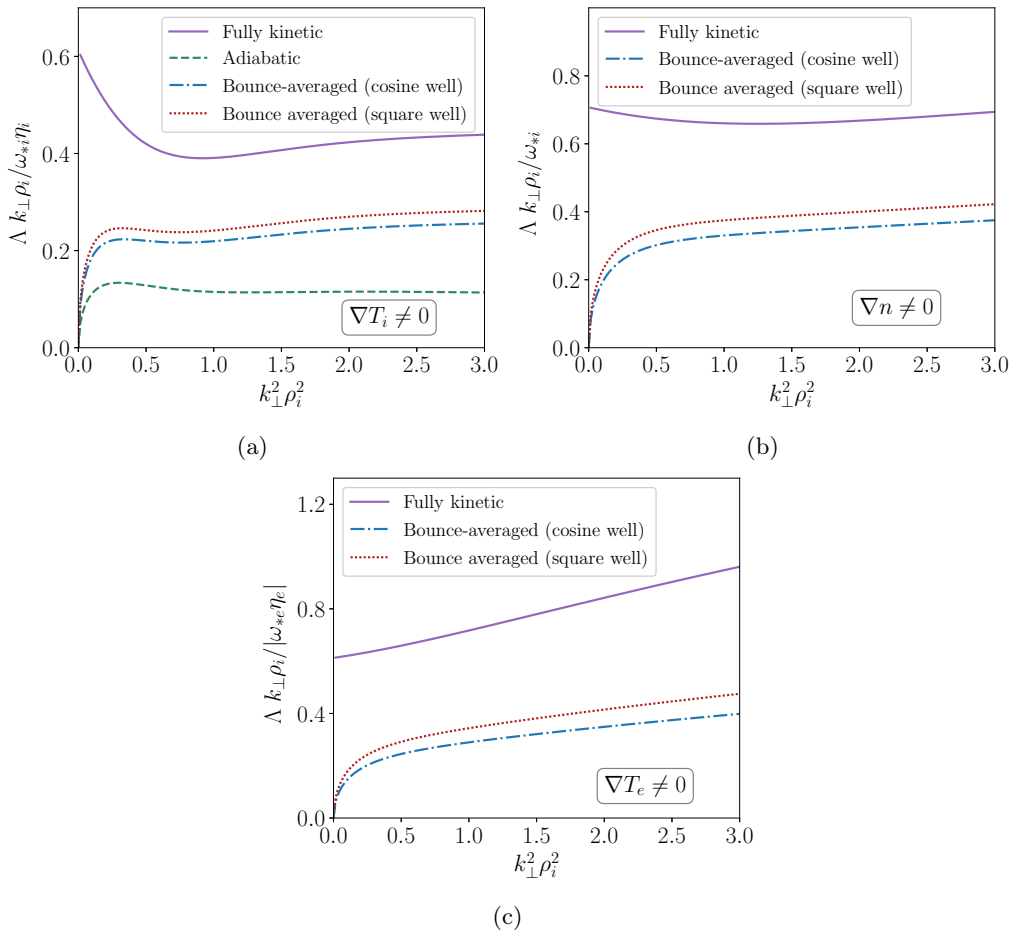 Fully kinetic
Adiabatic
Bounce-averaged (cosine well)
Bounce averaged (square well)
0.6
0.4
0.2
0.0
Λ k⊥ρᵢ/ω*ᵢηᵢ
∇Tᵢ ≠ 0
0.0 0.5 1.0 1.5 2.0 2.5 3.0
k⊥²ρᵢ²
(a)
Fully kinetic
Bounce-averaged (cosine well)
Bounce averaged (square well)
0.8
0.6
0.4
0.2
0.0
Λ k⊥ρᵢ/ω*ᵢ
∇n ≠ 0
0.0 0.5 1.0 1.5 2.0 2.5 3.0
k⊥²ρᵢ²
(b)
Fully kinetic
Bounce-averaged (cosine well)
Bounce averaged (square well)
1.2
0.8
0.4
0.0
Λ k⊥ρᵢ/|ω*ₑηₑ|
∇Tₑ ≠ 0
0.0 0.5 1.0 1.5 2.0 2.5 3.0
k⊥²ρᵢ²
(c)